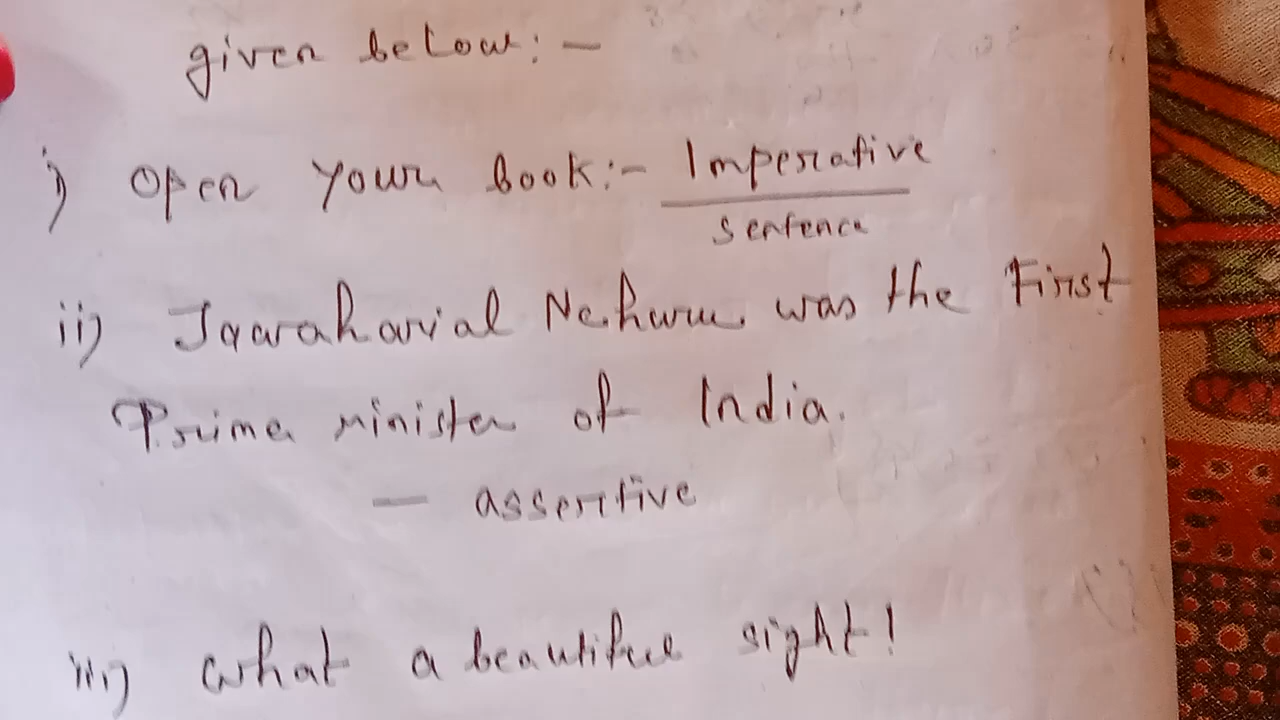 given below:-
i) Open your book:- Imperative
sentence
ii) Jawaharlal Nehru was the First
Prime minister of India.
- assertive
iii) What a beautiful sight!